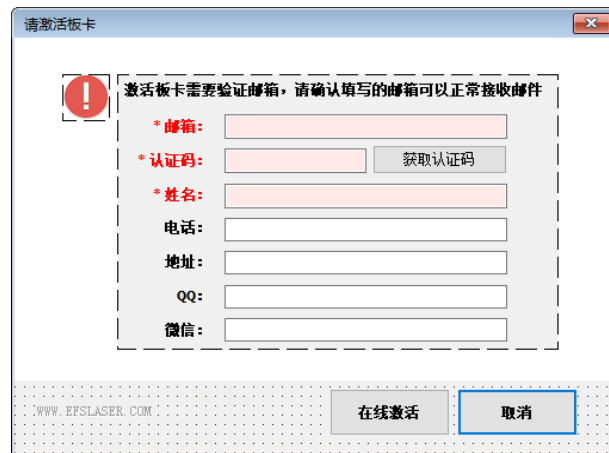 请激活板卡
激活板卡需要验证邮箱，请确认填写的邮箱可以正常接收邮件
*邮箱：
*认证码： 获取认证码
*姓名：
电话：
地址：
QQ：
微信：
WWW.EFSLASER.COM 在线激活 取消